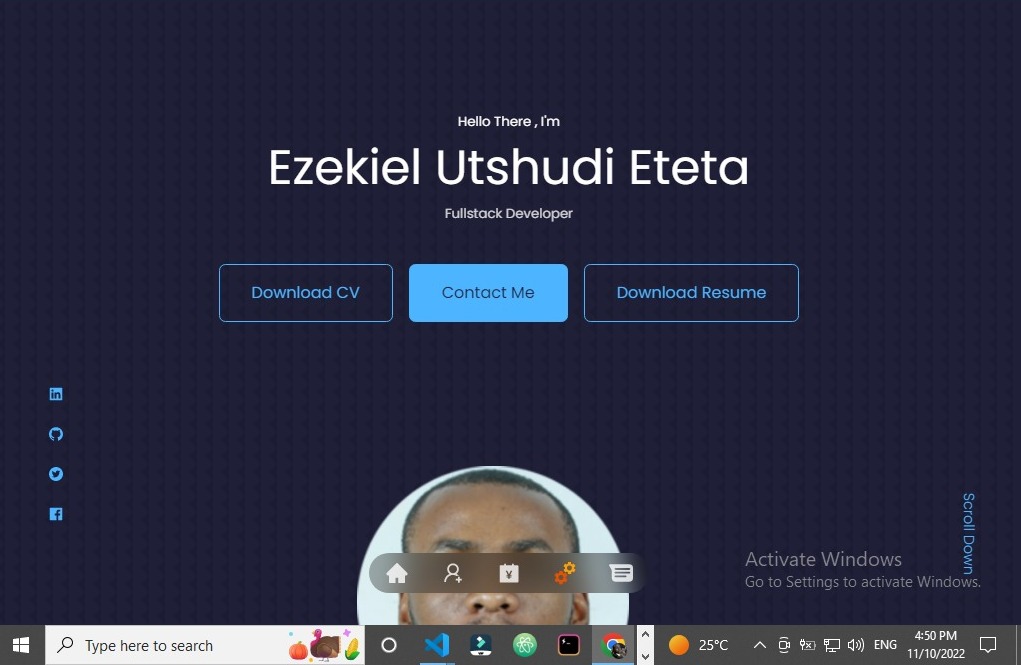 Hello There , I'm
Ezekiel Utshudi Eteta
Fullstack Developer
Download CV
Contact Me
Download Resume
Scroll Down
Activate Windows
Go to Settings to activate Windows.
Type here to search
25°C
ENG
4:50 PM
11/10/2022